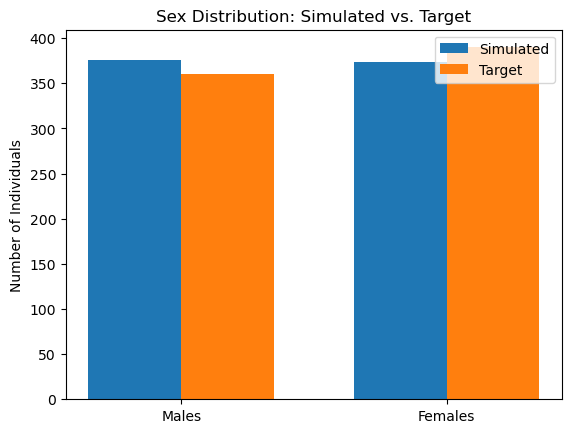 Sex Distribution: Simulated vs. Target
Simulated
Target
Number of Individuals
400
350
300
250
200
150
100
50
0
Males
Females